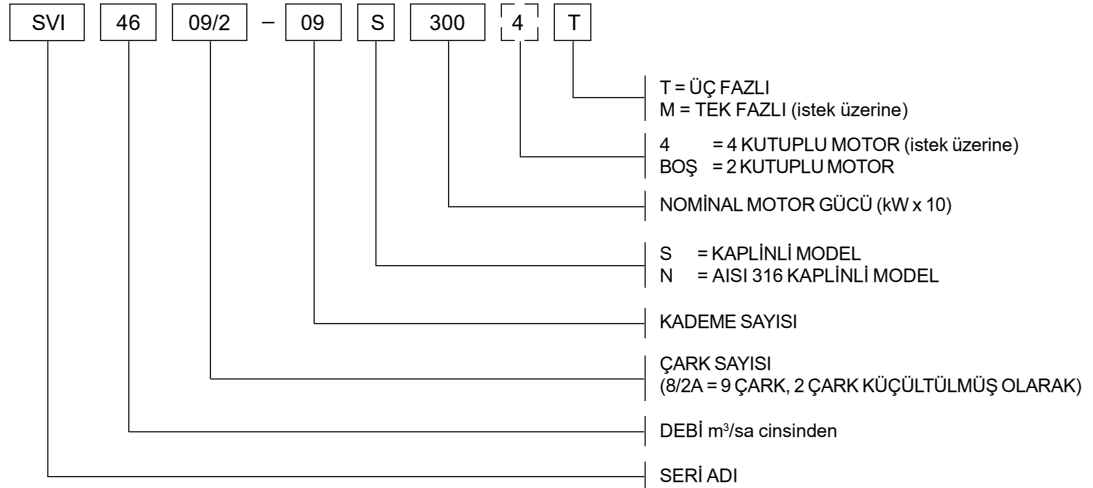 SVI 46 09/2 – 09 S 300 4 T
T = ÜÇ FAZLI
M = TEK FAZLI (istek üzerine)
4 = 4 KUTUPLU MOTOR (istek üzerine)
BOŞ = 2 KUTUPLU MOTOR
NOMİNAL MOTOR GÜCÜ (kW x 10)
S = KAPLİNLİ MODEL
N = AISI 316 KAPLİNLİ MODEL
KADEME SAYISI
ÇARK SAYISI
(8/2A = 9 ÇARK, 2 ÇARK KÜÇÜLTÜLMÜŞ OLARAK)
DEBİ m³/sa cinsinden
SERİ ADI